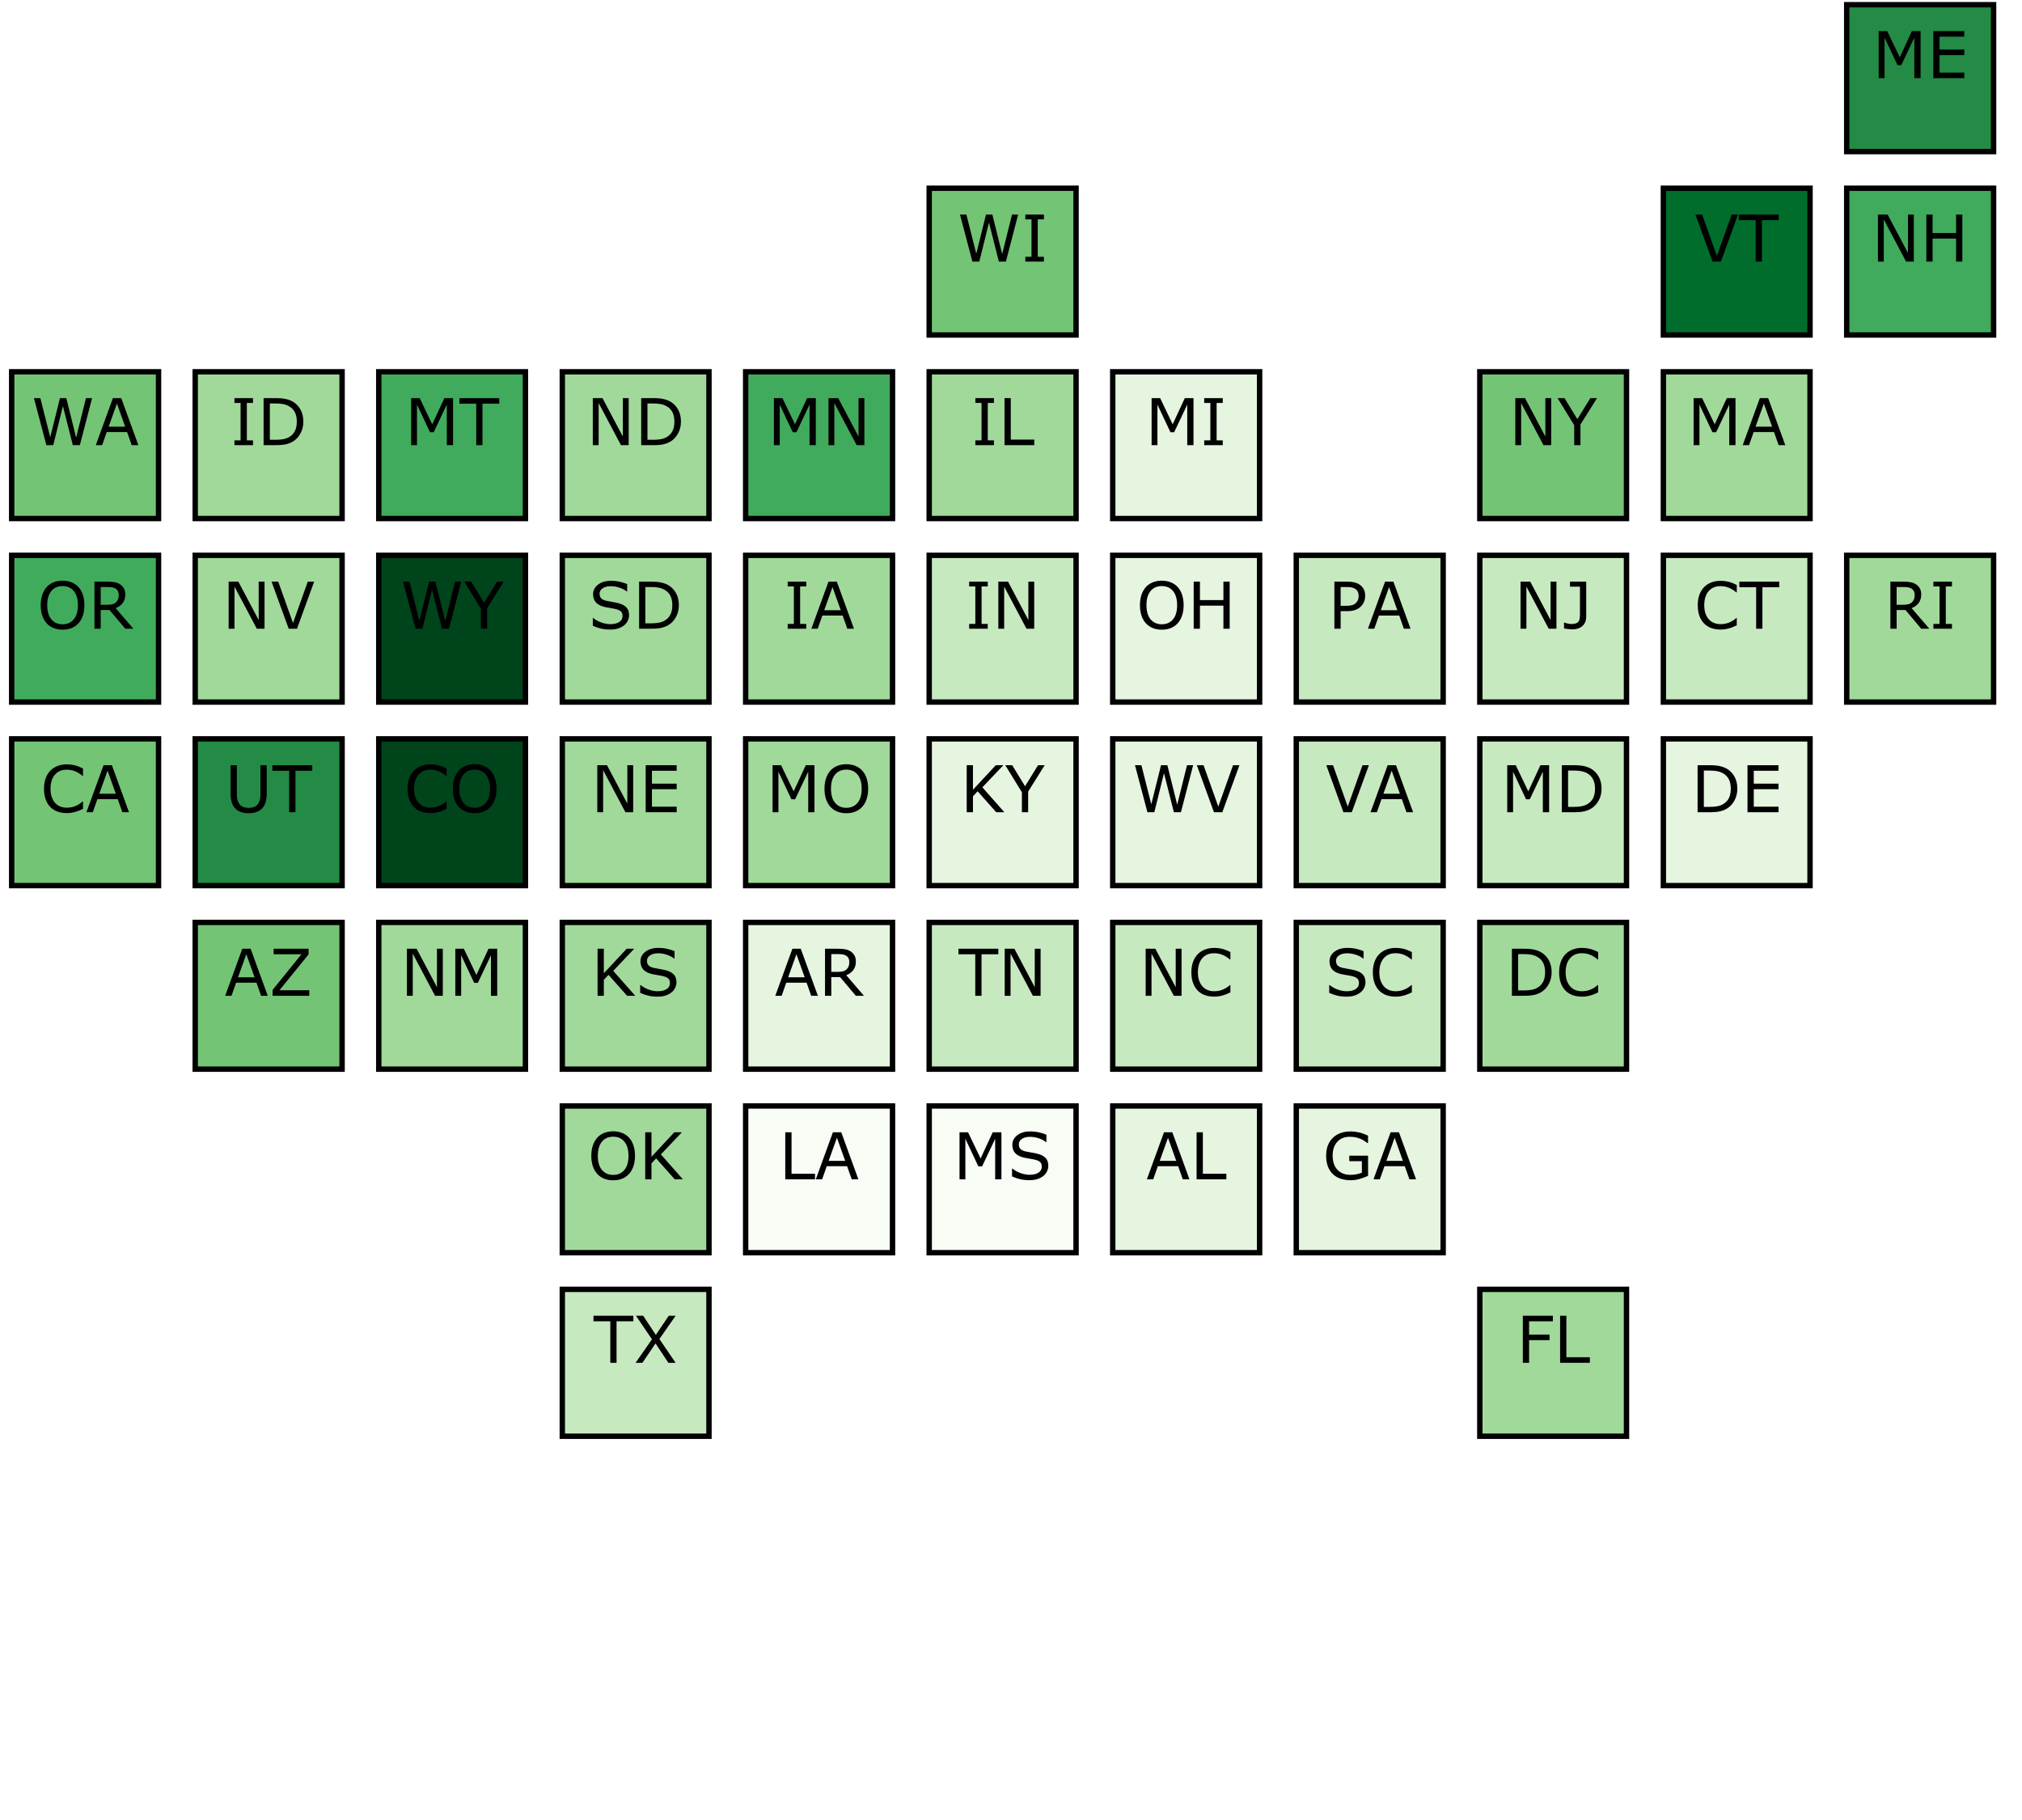 ME
WI VT NH
WA ID MT ND MN IL MI NY MA
OR NV WY SD IA IN OH PA NJ CT RI
CA UT CO NE MO KY WV VA MD DE
AZ NM KS AR TN NC SC DC
OK LA MS AL GA
TX FL